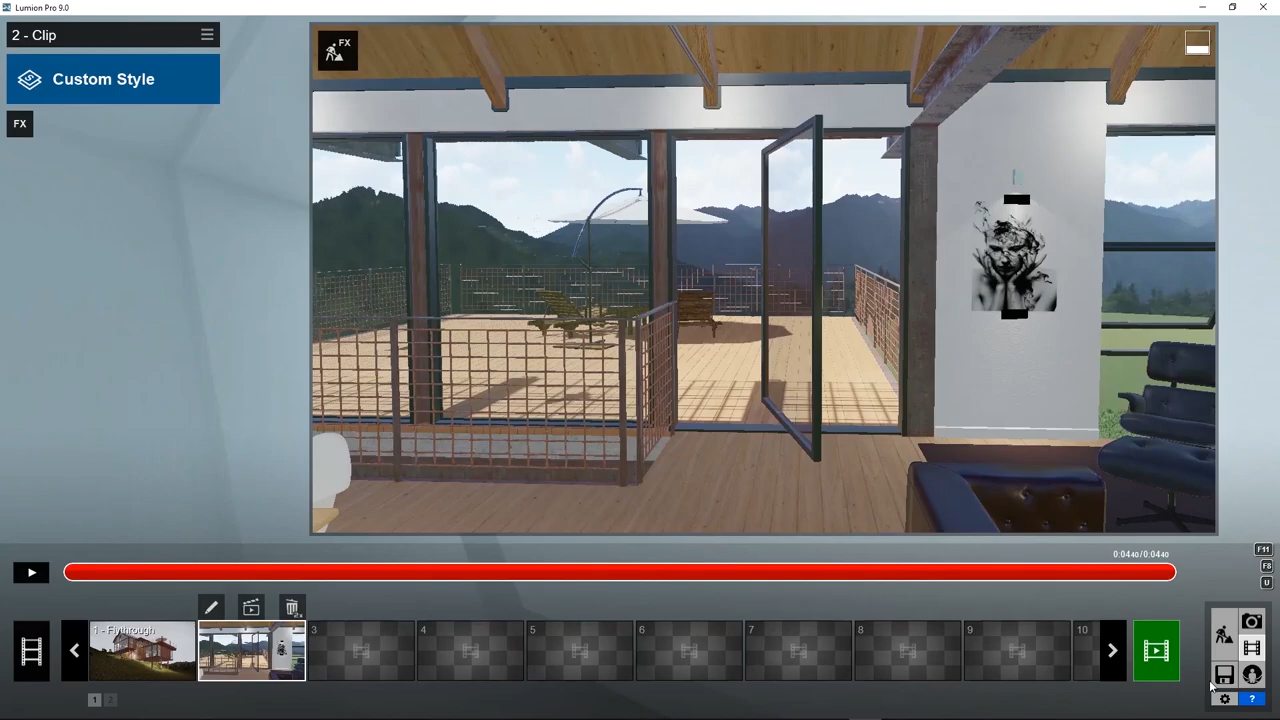 Lumion Pro 9.0
2 - Clip
Custom Style
FX
FX
0:04.40/0:04.40
F11
F8
U
1 - Flythrough
3
4
5
6
7
8
9
10
1
2
?